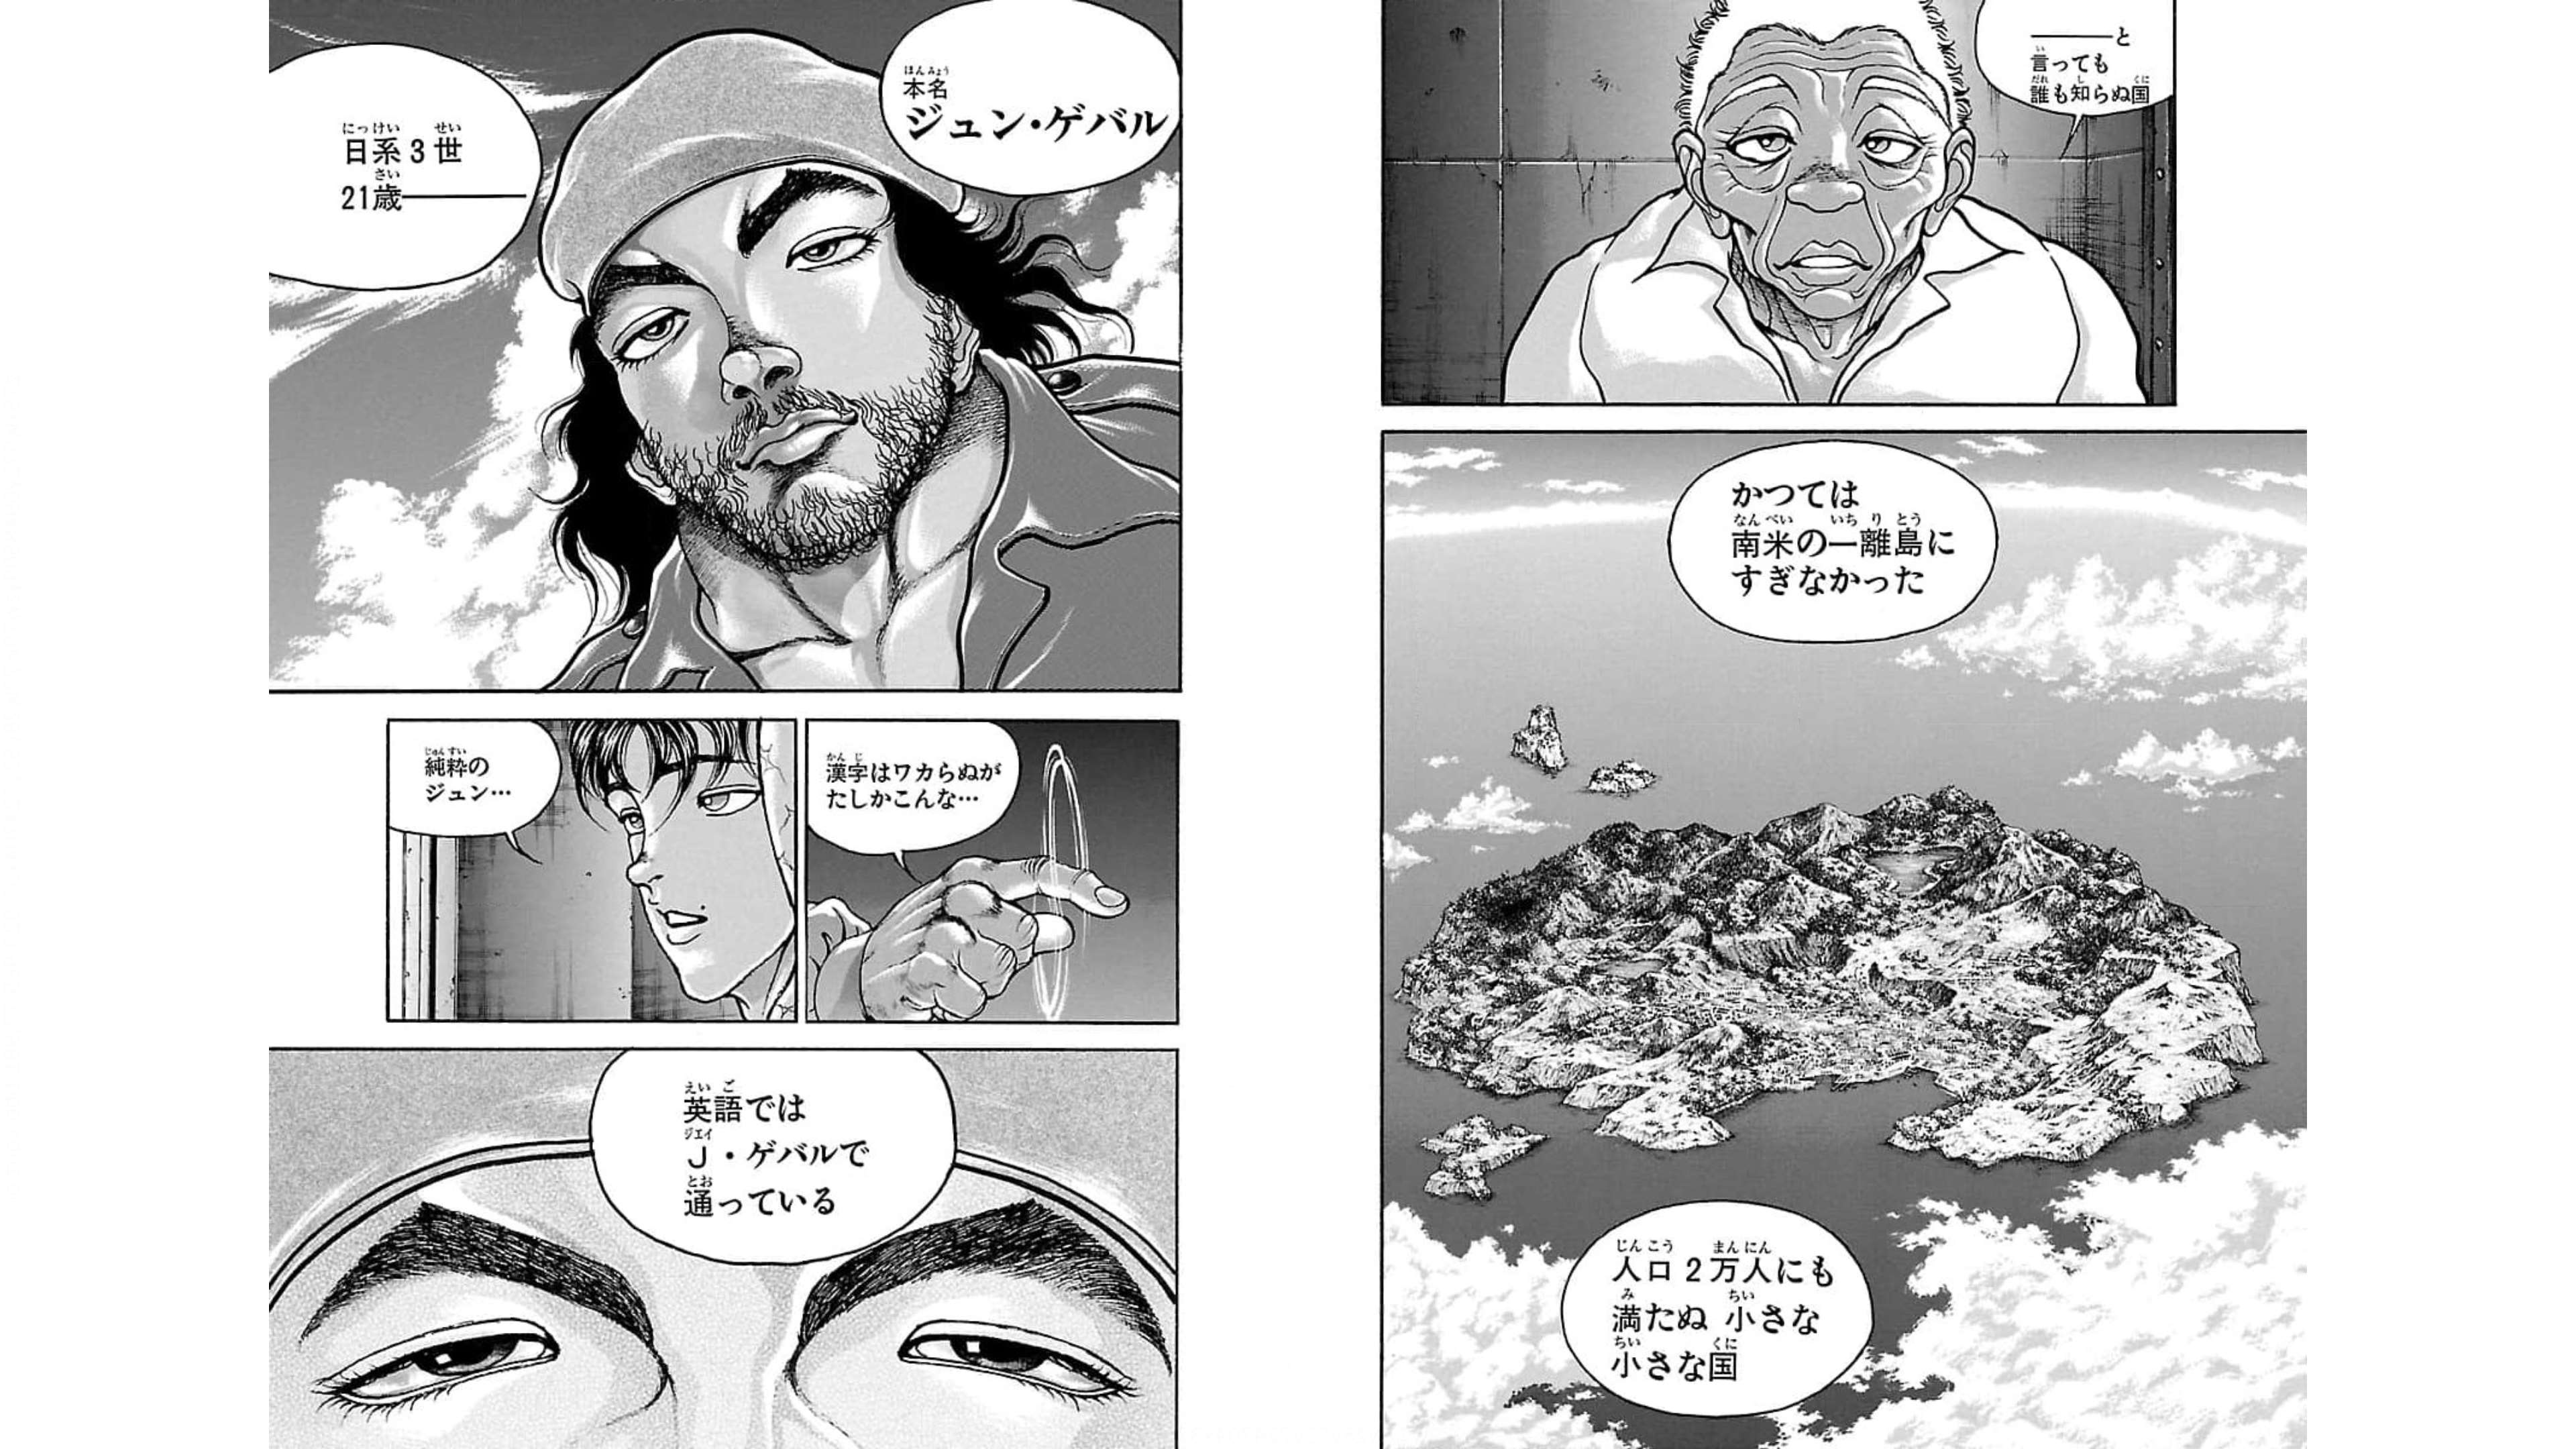 ―――と
言っても
誰も知らぬ国
かつては
南米の一離島に
すぎなかった
人口2万人にも
満たぬ 小さな
小さな国
本名
ジュン・ゲバル
日系3世
21歳―――
漢字はワカらぬが
たしかこんな…
純粋の
ジュン…
英語では
J・ゲバルで
通っている